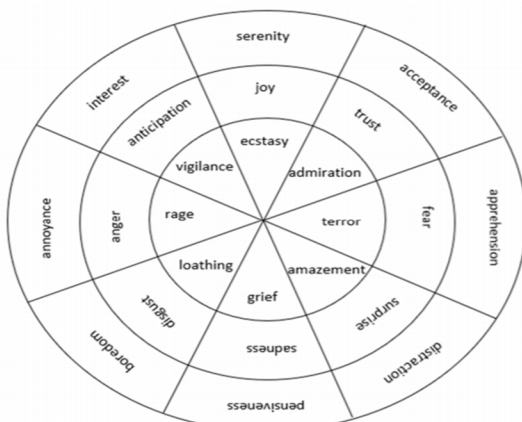 serenity
interest
acceptance
joy
anticipation
trust
ecstasy
vigilance
admiration
annoyance
anger
rage
terror
fear
apprehension
loathing
amazement
grief
disgust
surprise
sadness
boredom
distraction
pensiveness